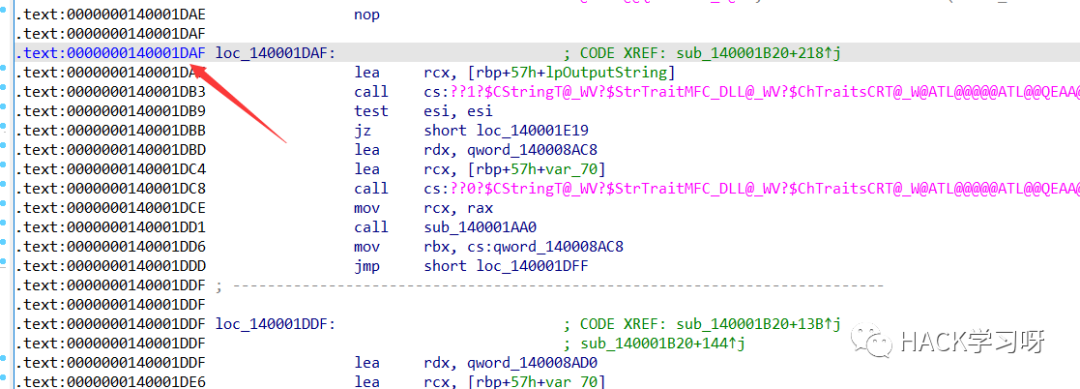 .text:0000000140001DAE nop
.text:0000000140001DAF
.text:0000000140001DAF loc_140001DAF: ; CODE XREF: sub_140001B20+218↑j
.text:0000000140001DAF lea rcx, [rbp+57h+lpOutputString]
.text:0000000140001DB3 call cs:??1?$CStringT@_WV?$StrTraitMFC_DLL@_WV?$ChTraitsCRT@_W@ATL@@@@@ATL@@QEAA@
.text:0000000140001DB9 test esi, esi
.text:0000000140001DBB jz short loc_140001E19
.text:0000000140001DBD lea rdx, qword_140008AC8
.text:0000000140001DC4 lea rcx, [rbp+57h+var_70]
.text:0000000140001DC8 call cs:??0?$CStringT@_WV?$StrTraitMFC_DLL@_WV?$ChTraitsCRT@_W@ATL@@@@@ATL@@QEAA@
.text:0000000140001DCE mov rcx, rax
.text:0000000140001DD1 call sub_140001AA0
.text:0000000140001DD6 mov rbx, cs:qword_140008AC8
.text:0000000140001DDD jmp short loc_140001DFF
.text:0000000140001DDF ; ---------------------------------------------------------------------------
.text:0000000140001DDF
.text:0000000140001DDF loc_140001DDF: ; CODE XREF: sub_140001B20+13B↑j
.text:0000000140001DDF ; sub_140001B20+144↑j
.text:0000000140001DDF lea rdx, qword_140008AD0
.text:0000000140001DE6 lea rcx, [rbp+57h+var_70]
HACK学习呀